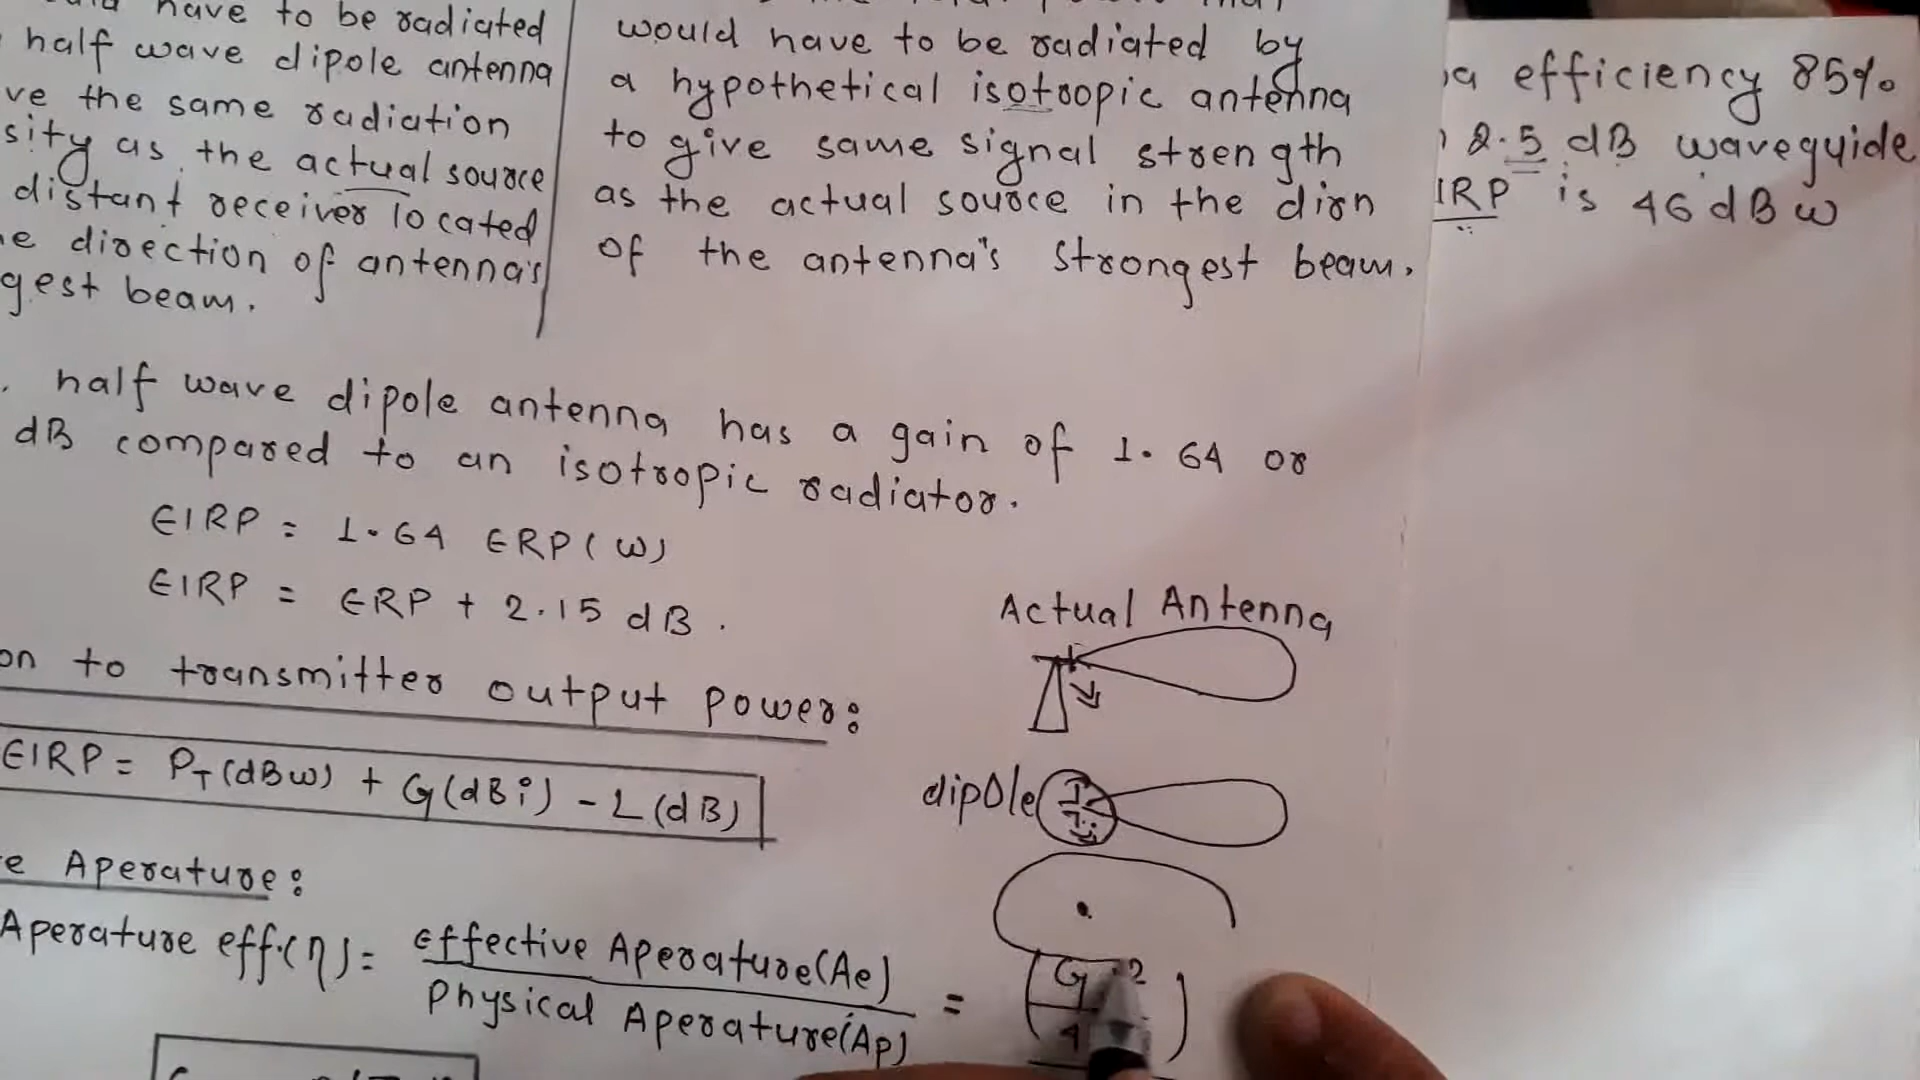 have to be radiated
half wave dipole antenna
ve the same radiation
sity as the actual source
distant receiver located
e direction of antenna's
gest beam.
would have to be radiated by
a hypothetical isotropic antenna
to give same signal strength
as the actual source in the dirn
of the antenna's strongest beam.
a efficiency 85%
2.5 dB waveguide
IRP is 46 dBw
half wave dipole antenna has a gain of 1.64 or
dB compared to an isotropic radiator.
EIRP = 1.64 ERP(w)
EIRP = ERP + 2.15 dB.
on to transmitter output power:
EIRP = PT(dBw) + G(dBi) - L(dB)
Actual Antenna
dipole
e Aperature:
Aperature eff.(η) = Effective Aperature(Ae) / Physical Aperature(Ap) = (G 2 / 4 )